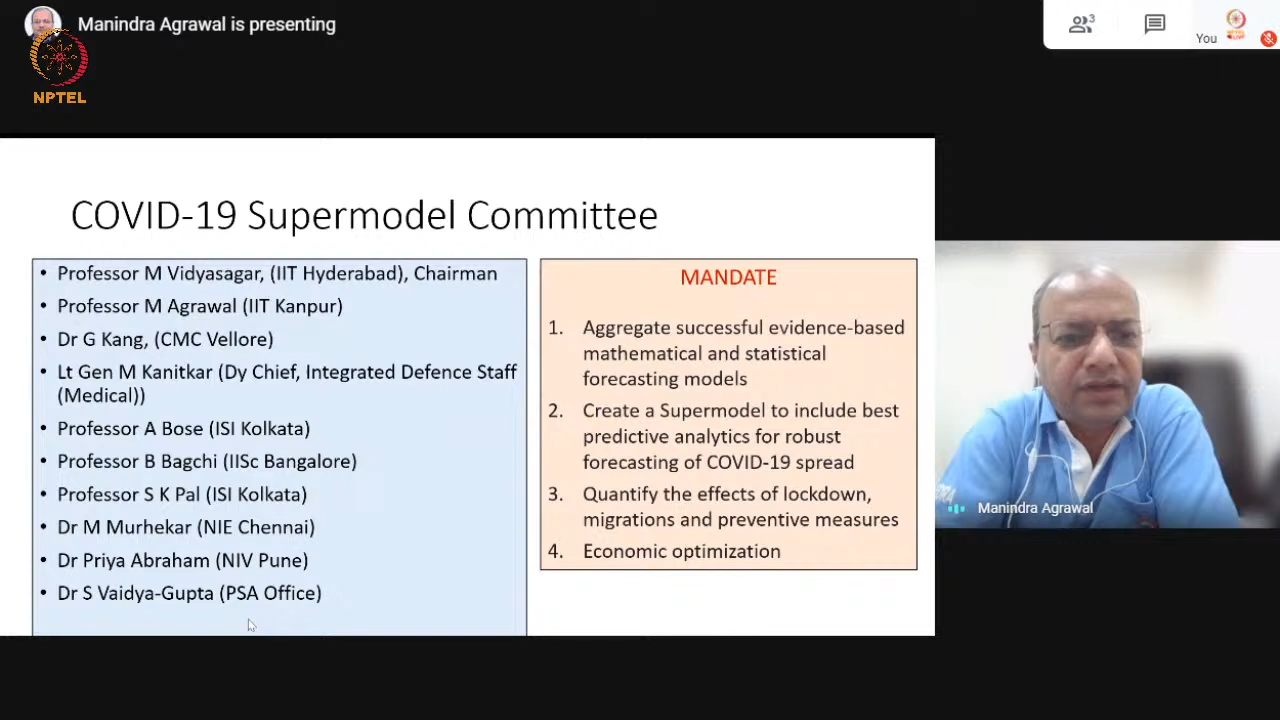 Manindra Agrawal is presenting
3
You
NPTEL
COVID-19 Supermodel Committee
• Professor M Vidyasagar, (IIT Hyderabad), Chairman
• Professor M Agrawal (IIT Kanpur)
• Dr G Kang, (CMC Vellore)
• Lt Gen M Kanitkar (Dy Chief, Integrated Defence Staff
(Medical))
• Professor A Bose (ISI Kolkata)
• Professor B Bagchi (IISc Bangalore)
• Professor S K Pal (ISI Kolkata)
• Dr M Murhekar (NIE Chennai)
• Dr Priya Abraham (NIV Pune)
• Dr S Vaidya-Gupta (PSA Office)
MANDATE
1. Aggregate successful evidence-based
mathematical and statistical
forecasting models
2. Create a Supermodel to include best
predictive analytics for robust
forecasting of COVID-19 spread
3. Quantify the effects of lockdown,
migrations and preventive measures
4. Economic optimization
Manindra Agrawal